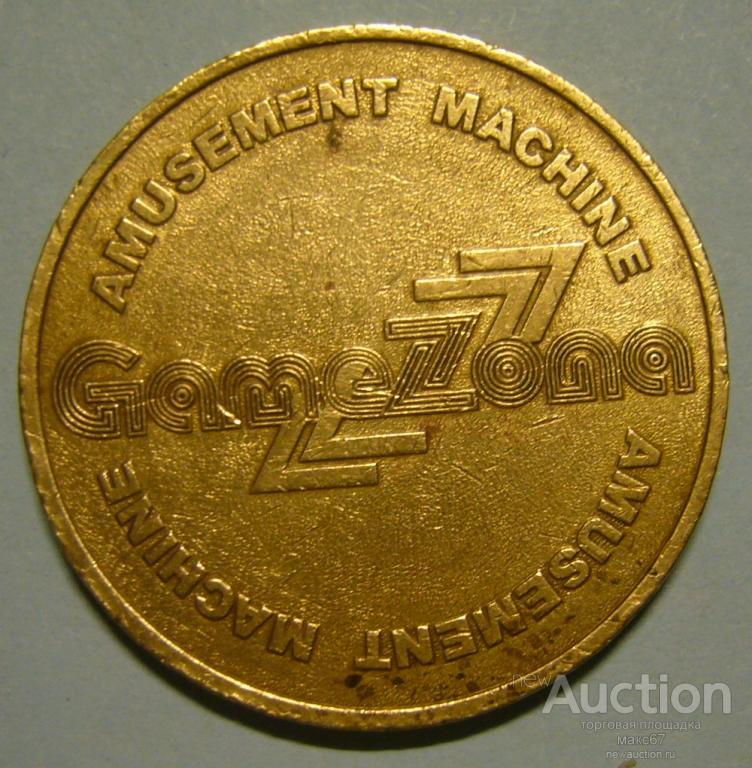 AMUSEMENT MACHINE
GameZona
AMUSEMENT MACHINE
newAuction
торговая площадка
макс67
newauction.ru